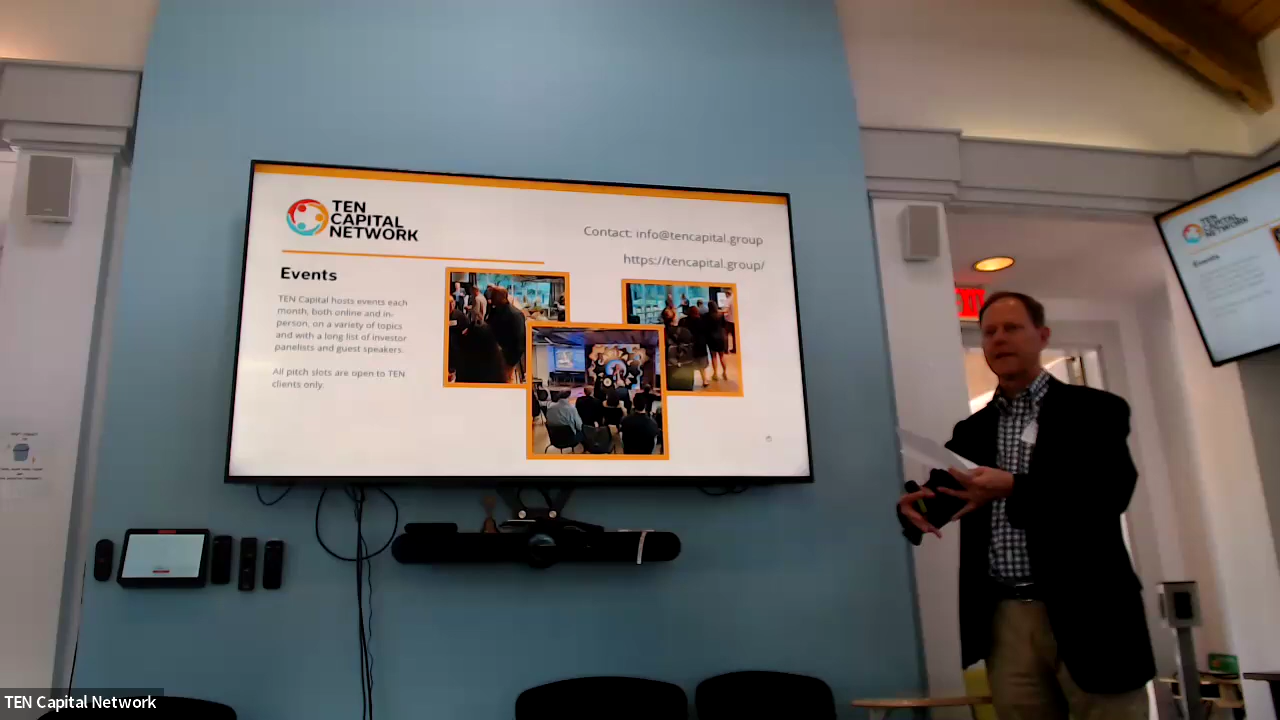 TEN
CAPITAL
NETWORK
Contact: info@tencapital.group
https://tencapital.group/
Events
TEN Capital hosts events each
month, both online and in-
person, on a variety of topics
and with a long list of investor
panelists and guest speakers.
All pitch slots are open to TEN
clients only.
EXIT
TEN
CAPITAL
NETWORK
Events
TEN Capital Network